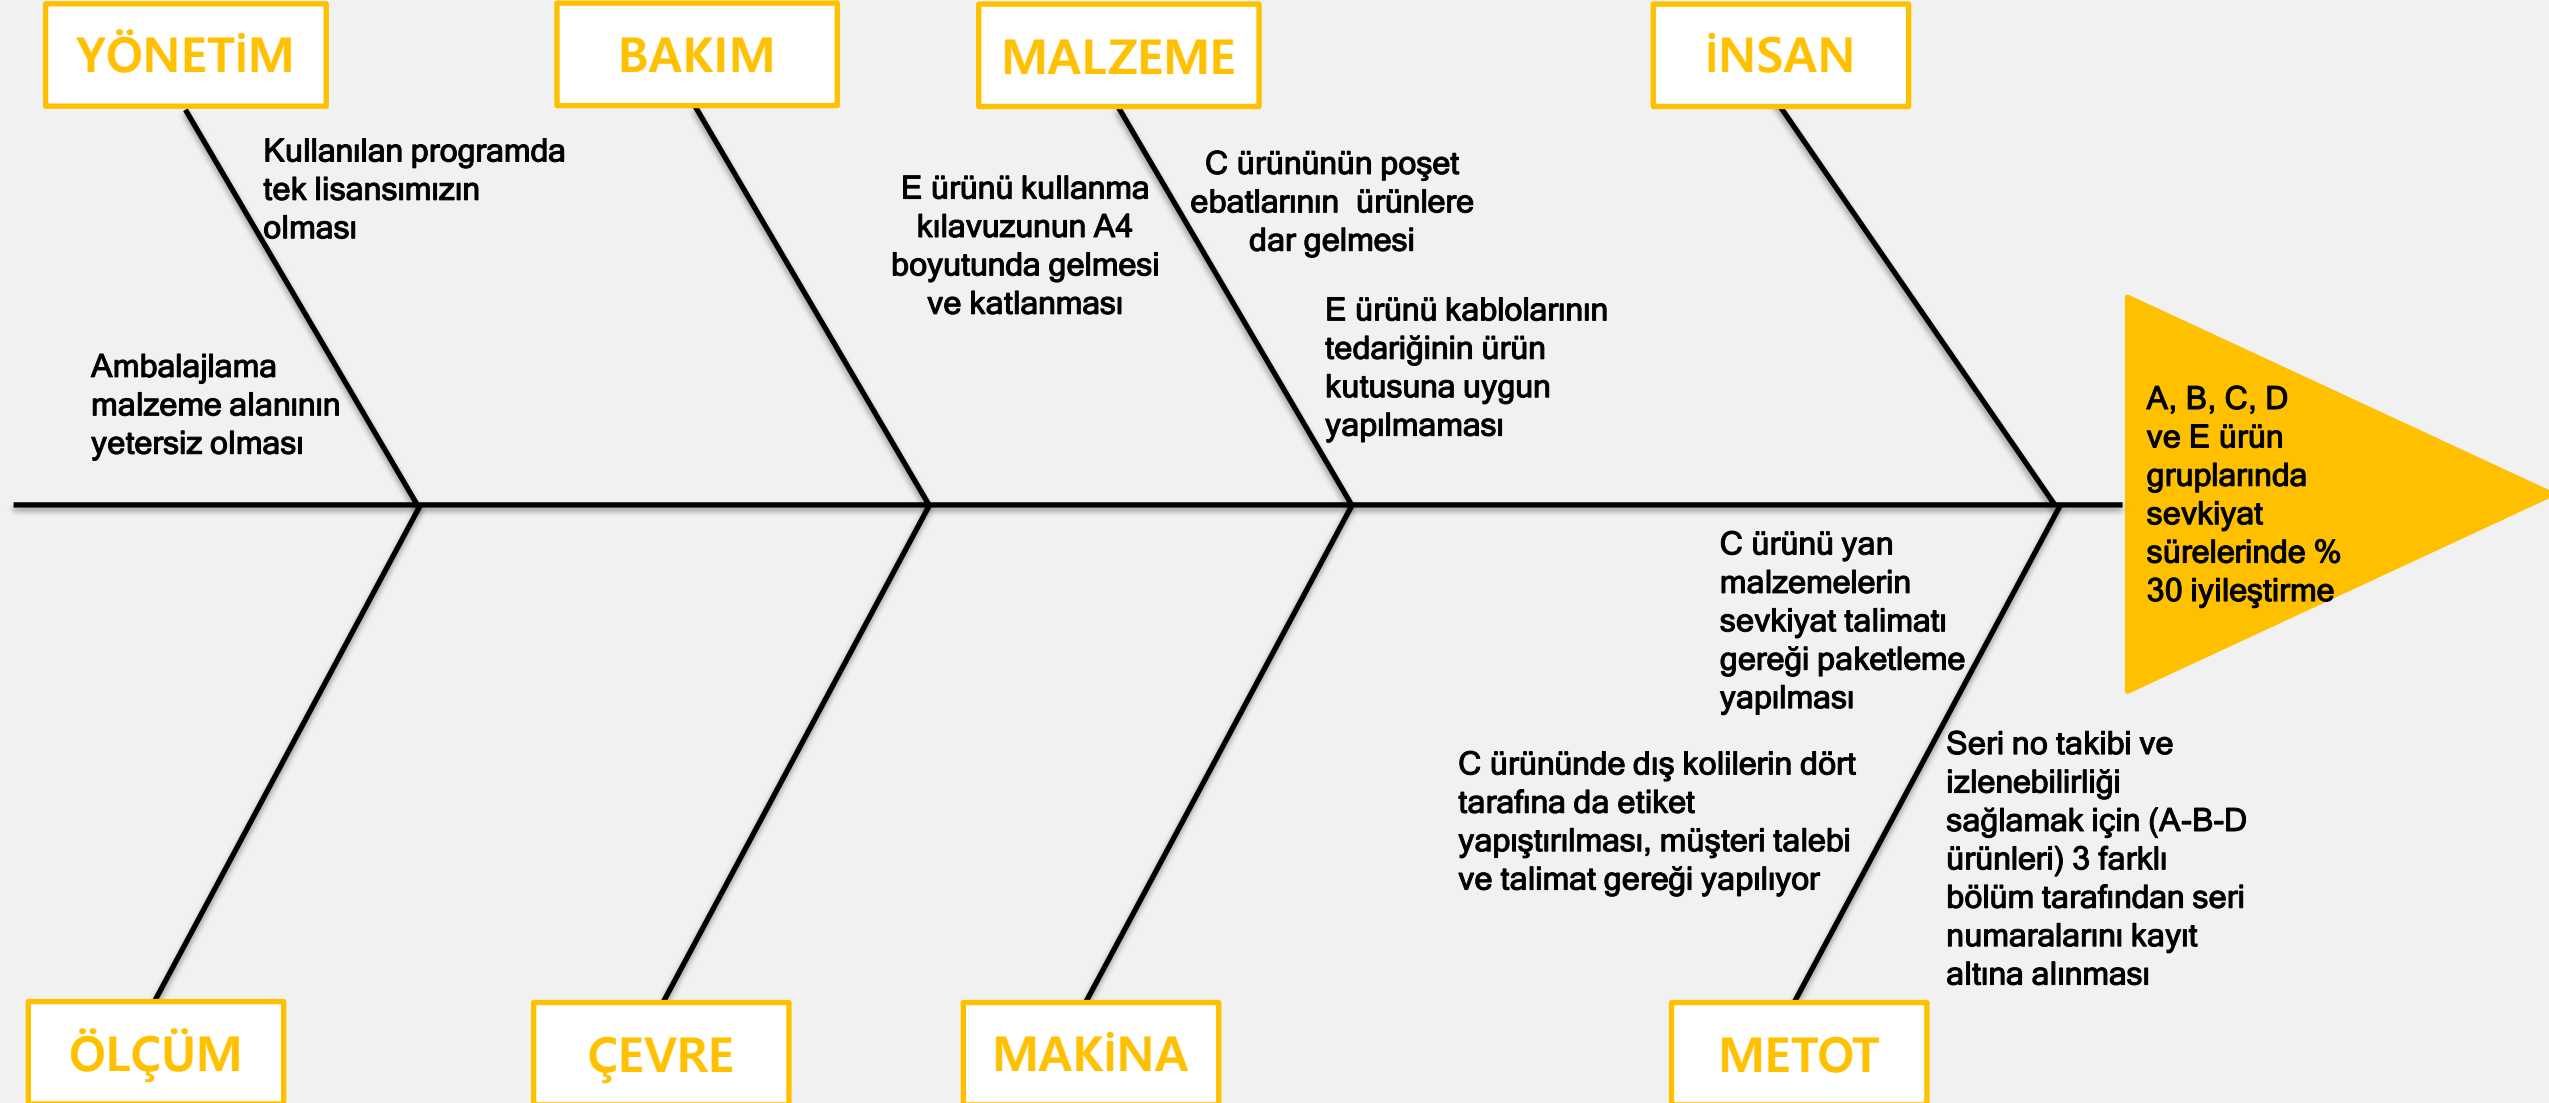 YÖNETİM
BAKIM
MALZEME
İNSAN
Kullanılan programda
tek lisansımızın
olması
Ambalajlama
malzeme alanının
yetersiz olması
E ürünü kullanma
kılavuzunun A4
boyutunda gelmesi
ve katlanması
C ürününün poşet
ebatlarının  ürünlere
dar gelmesi
E ürünü kablolarının
tedariğinin ürün
kutusuna uygun
yapılmaması
A, B, C, D
ve E ürün
gruplarında
sevkiyat
sürelerinde %
30 iyileştirme
C ürünü yan
malzemelerin
sevkiyat talimatı
gereği paketleme
yapılması
C ürününde dış kolilerin dört
tarafına da etiket
yapıştırılması, müşteri talebi
ve talimat gereği yapılıyor
Seri no takibi ve
izlenebilirliği
sağlamak için (A-B-D
ürünleri) 3 farklı
bölüm tarafından seri
numaralarını kayıt
altına alınması
ÖLÇÜM
ÇEVRE
MAKİNA
METOT